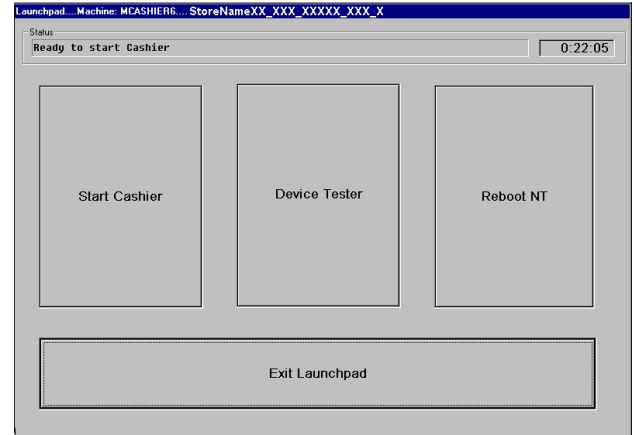 Launchpad....Machine: MCASHIER6.... StoreNameXX_XXX_XXXXX_XXX_X
Status
Ready to start Cashier
0:22:05
Start Cashier
Device Tester
Reboot NT
Exit Launchpad